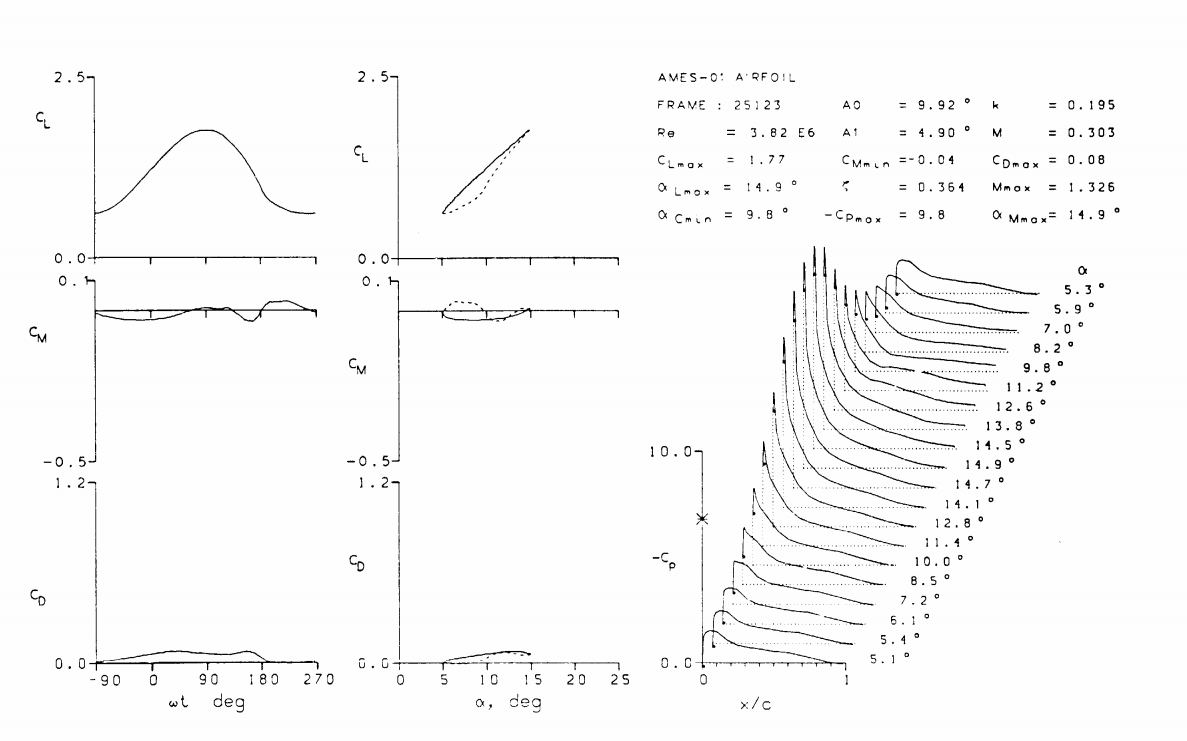 AMES-01 AIRFOIL
FRAME : 25123 A0 = 9.92 ° k = 0.195
Re = 3.82 E6 A1 = 4.90 ° M = 0.303
CLmax = 1.77 CMmin =-0.04 CDmax = 0.08
α Lmax = 14.9 ° = 0.364 Mmax = 1.326
α Cmin = 9.8 ° -CPmax = 9.8 α Mmax= 14.9 °
2.5
CL
0.0
2.5
CL
0.0
0.1
CM
-0.5
0.1
CM
-0.5
1.2
CD
0.0
-90 0 90 180 270
ωt deg
1.2
CD
0.0
0 5 10 15 20 25
α, deg
10.0
-Cp
0.0
0 1
x/c
α
5.3 °
5.9 °
7.0 °
8.2 °
9.8 °
11.2 °
12.6 °
13.8 °
14.5 °
14.9 °
14.7 °
14.1 °
12.8 °
11.4 °
10.0 °
8.5 °
7.2 °
6.1 °
5.4 °
5.1 °